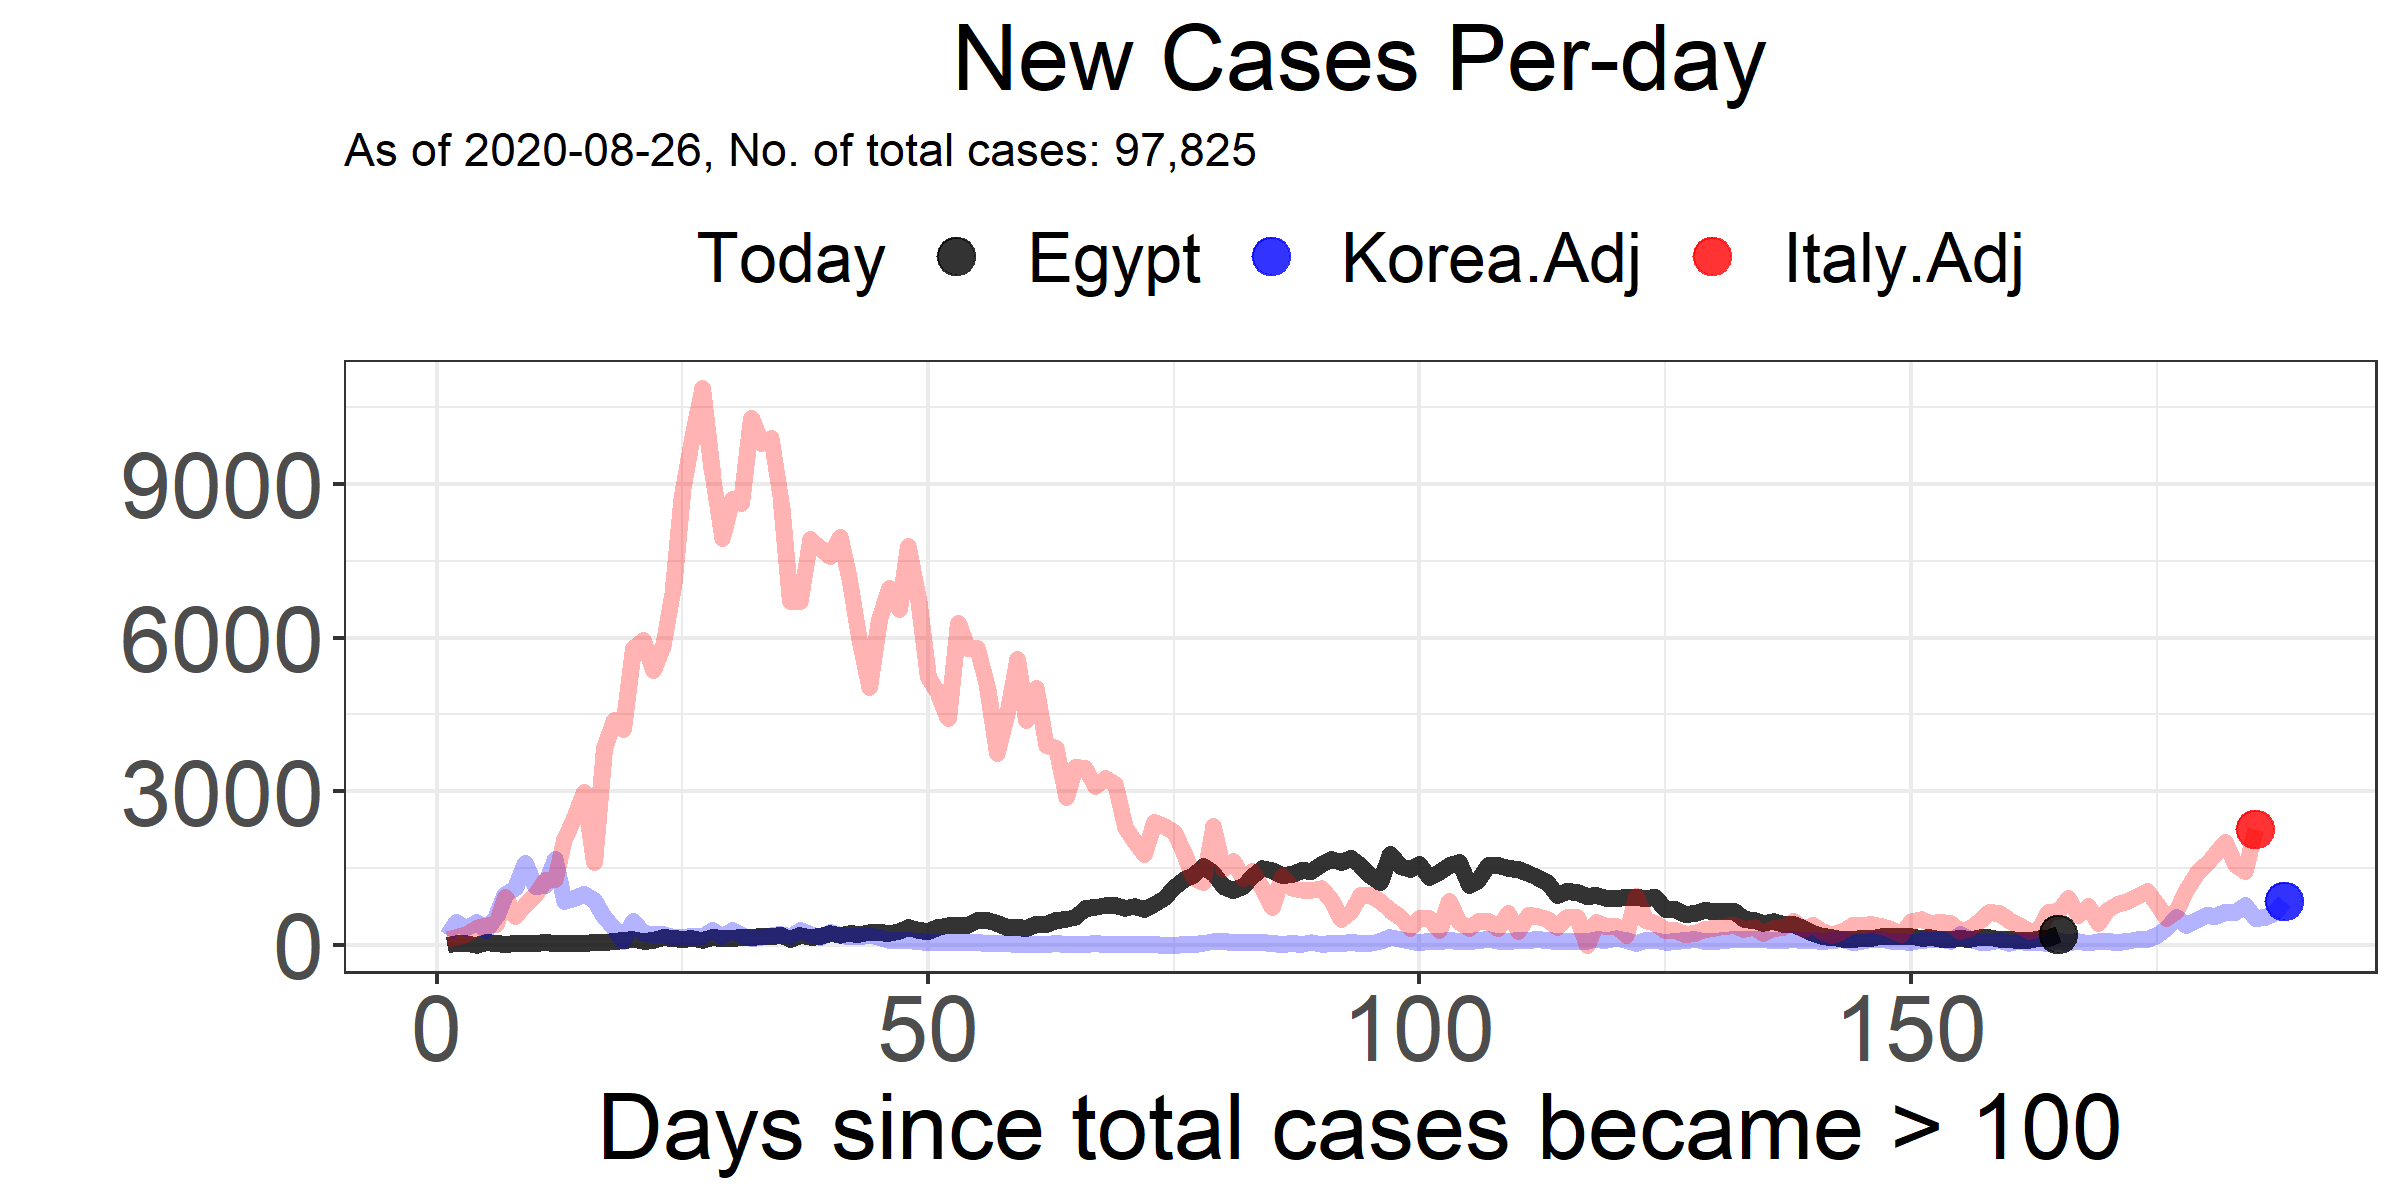 New Cases Per-day
As of 2020-08-26, No. of total cases: 97,825
Today Egypt Korea.Adj Italy.Adj
9000
6000
3000
0
0 50 100 150
Days since total cases became > 100